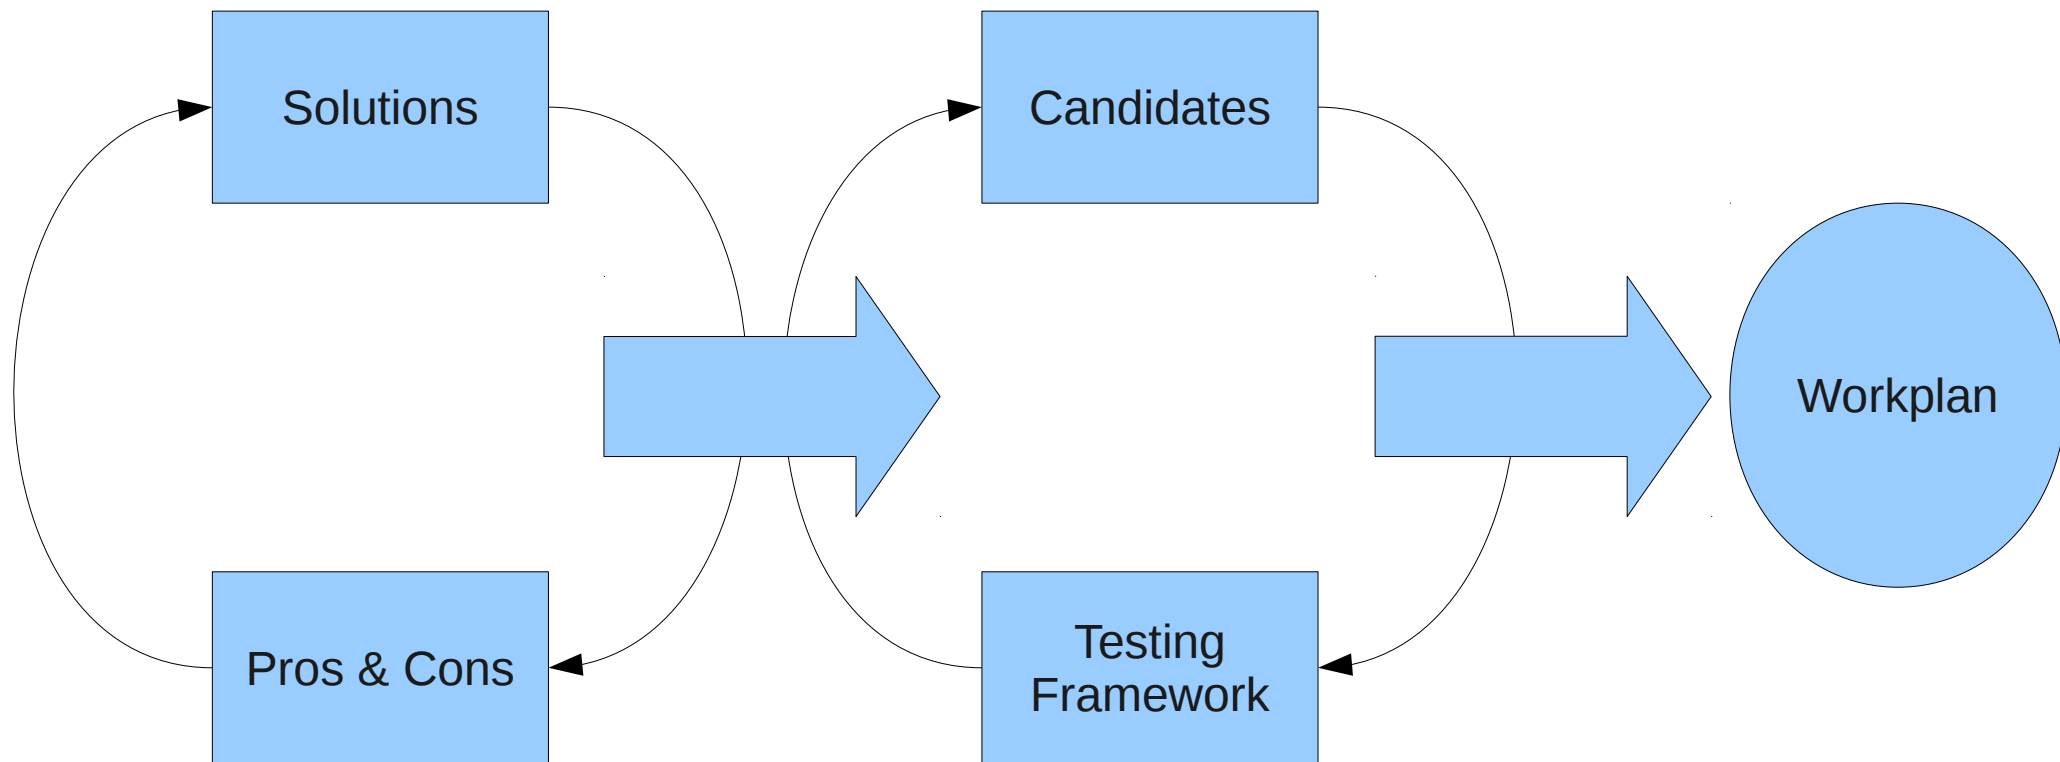 Solutions
Candidates
Workplan
Pros & Cons
Testing
Framework